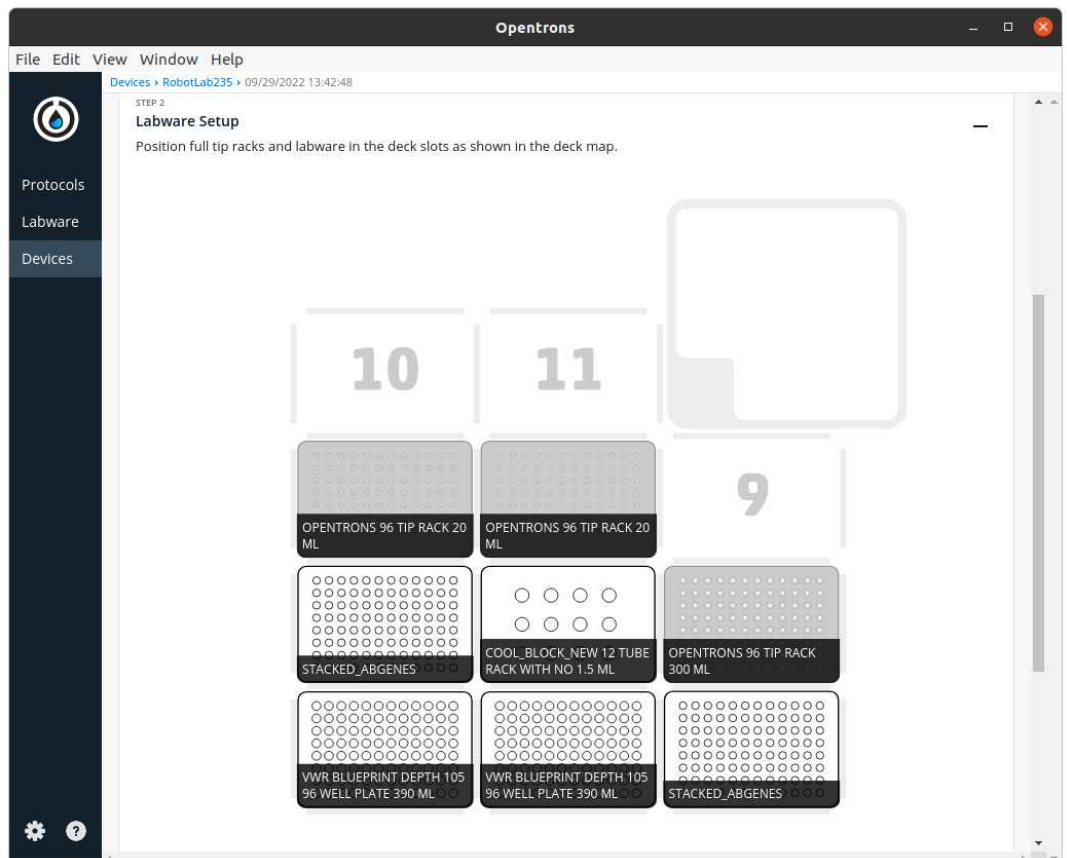 Opentrons
File Edit View Window Help
Devices › RobotLab235 › 09/29/2022 13:42:48
STEP 2
Labware Setup
Position full tip racks and labware in the deck slots as shown in the deck map.
Protocols
Labware
Devices
10
11
OPENTRONS 96 TIP RACK 20
ML
OPENTRONS 96 TIP RACK 20
ML
9
STACKED_ABGENES
COOL_BLOCK_NEW 12 TUBE
RACK WITH NO 1.5 ML
OPENTRONS 96 TIP RACK
300 ML
VWR BLUEPRINT DEPTH 105
96 WELL PLATE 390 ML
VWR BLUEPRINT DEPTH 105
96 WELL PLATE 390 ML
STACKED_ABGENES